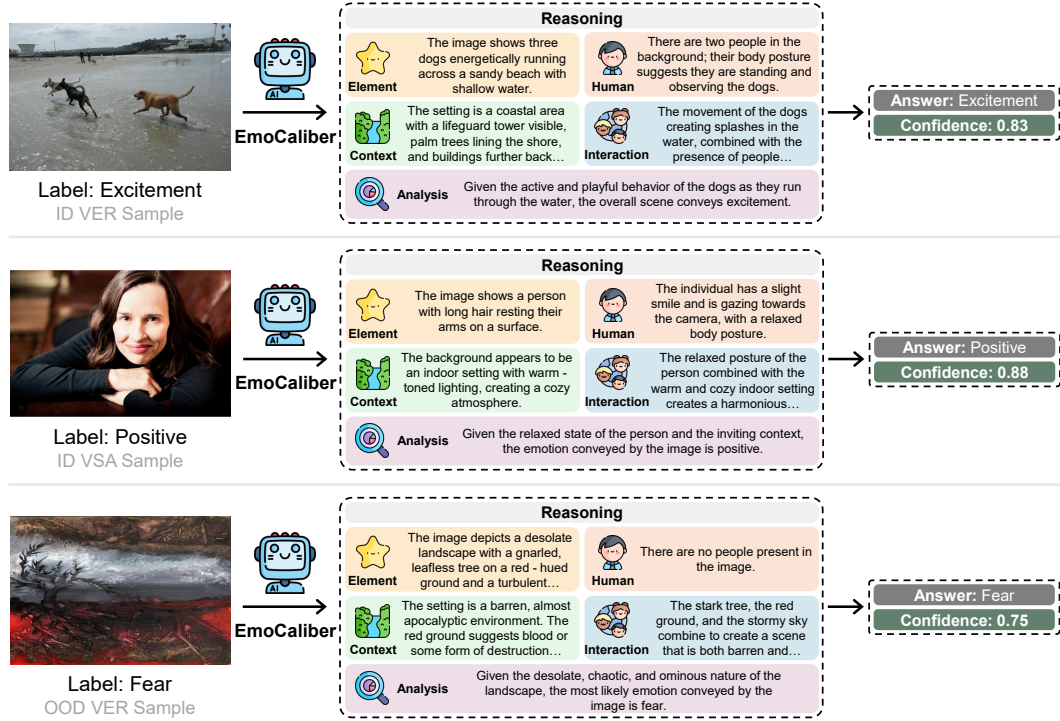 Reasoning
The image shows three
dogs energetically running
across a sandy beach with
shallow water.
Element
There are two people in the
background; their body posture
suggests they are standing and
observing the dogs.
Human
The setting is a coastal area
with a lifeguard tower visible,
palm trees lining the shore,
and buildings further back…
Context
The movement of the dogs
creating splashes in the
water, combined with the
presence of people…
Interaction
Analysis
Given the active and playful behavior of the dogs as they run
through the water, the overall scene conveys excitement.
AI
EmoCaliber
Answer: Excitement
Confidence: 0.83
Label: Excitement
ID VER Sample
Reasoning
The image shows a person
with long hair resting their
arms on a surface.
Element
The individual has a slight
smile and is gazing towards
the camera, with a relaxed
body posture.
Human
The background appears to be
an indoor setting with warm -
toned lighting, creating a cozy
atmosphere.
Context
The relaxed posture of the
person combined with the
warm and cozy indoor setting
creates a harmonious…
Interaction
Analysis
Given the relaxed state of the person and the inviting context,
the emotion conveyed by the image is positive.
AI
EmoCaliber
Answer: Positive
Confidence: 0.88
Label: Positive
ID VSA Sample
Reasoning
The image depicts a desolate
landscape with a gnarled,
leafless tree on a red - hued
ground and a turbulent…
Element
There are no people present in
the image.
Human
The setting is a barren, almost
apocalyptic environment. The
red ground suggests blood or
some form of destruction…
Context
The stark tree, the red
ground, and the stormy sky
combine to create a scene
that is both barren and…
Interaction
Analysis
Given the desolate, chaotic, and ominous nature of the
landscape, the most likely emotion conveyed by the
image is fear.
AI
EmoCaliber
Answer: Fear
Confidence: 0.75
Label: Fear
OOD VER Sample